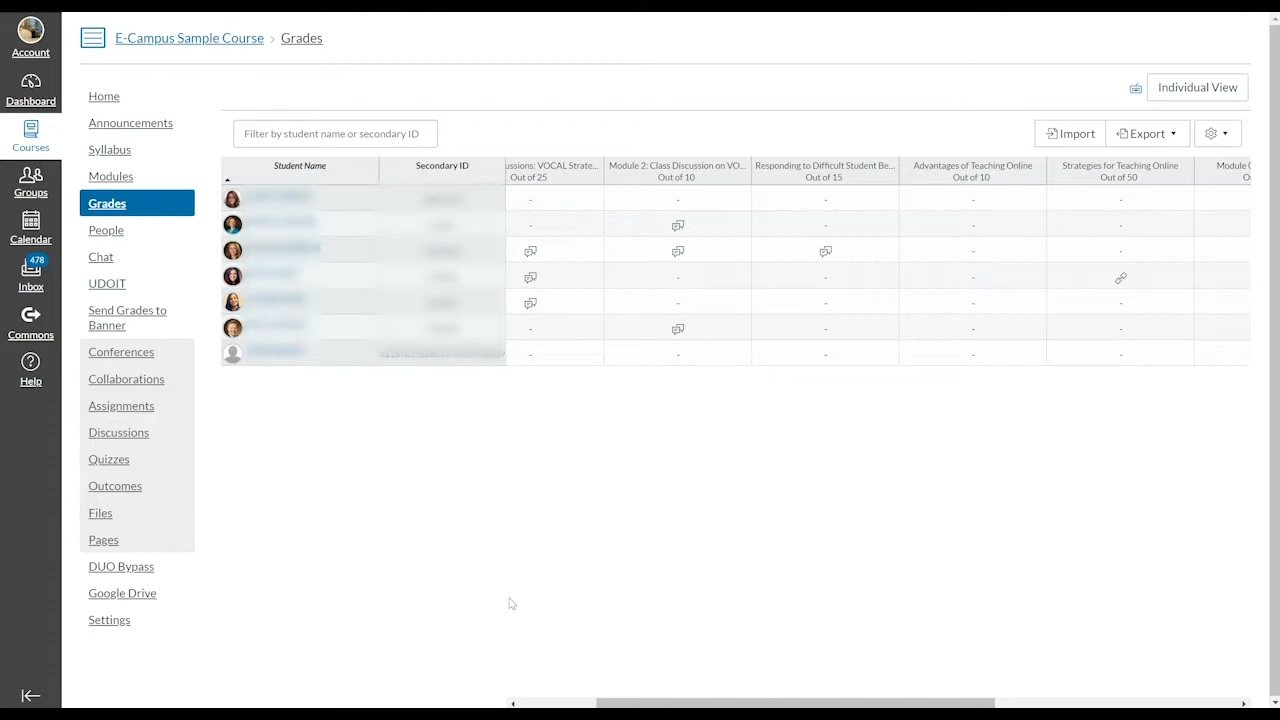 E-Campus Sample Course › Grades
Account
Dashboard
Courses
Groups
Calendar
478
Inbox
Commons
Help
Home
Announcements
Syllabus
Modules
Grades
People
Chat
UDOIT
Send Grades to
Banner
Conferences
Collaborations
Assignments
Discussions
Quizzes
Outcomes
Files
Pages
DUO Bypass
Google Drive
Settings
Individual View
Filter by student name or secondary ID
Import
Export
Student Name
Secondary ID
ussions: VOCAL Strate...
Out of 25
Module 2: Class Discussion on VO...
Out of 10
Responding to Difficult Student Be...
Out of 15
Advantages of Teaching Online
Out of 10
Strategies for Teaching Online
Out of 50
Module
- - - - -
- - - -
- -
- - -
- - - -
- - - -
- - - - -